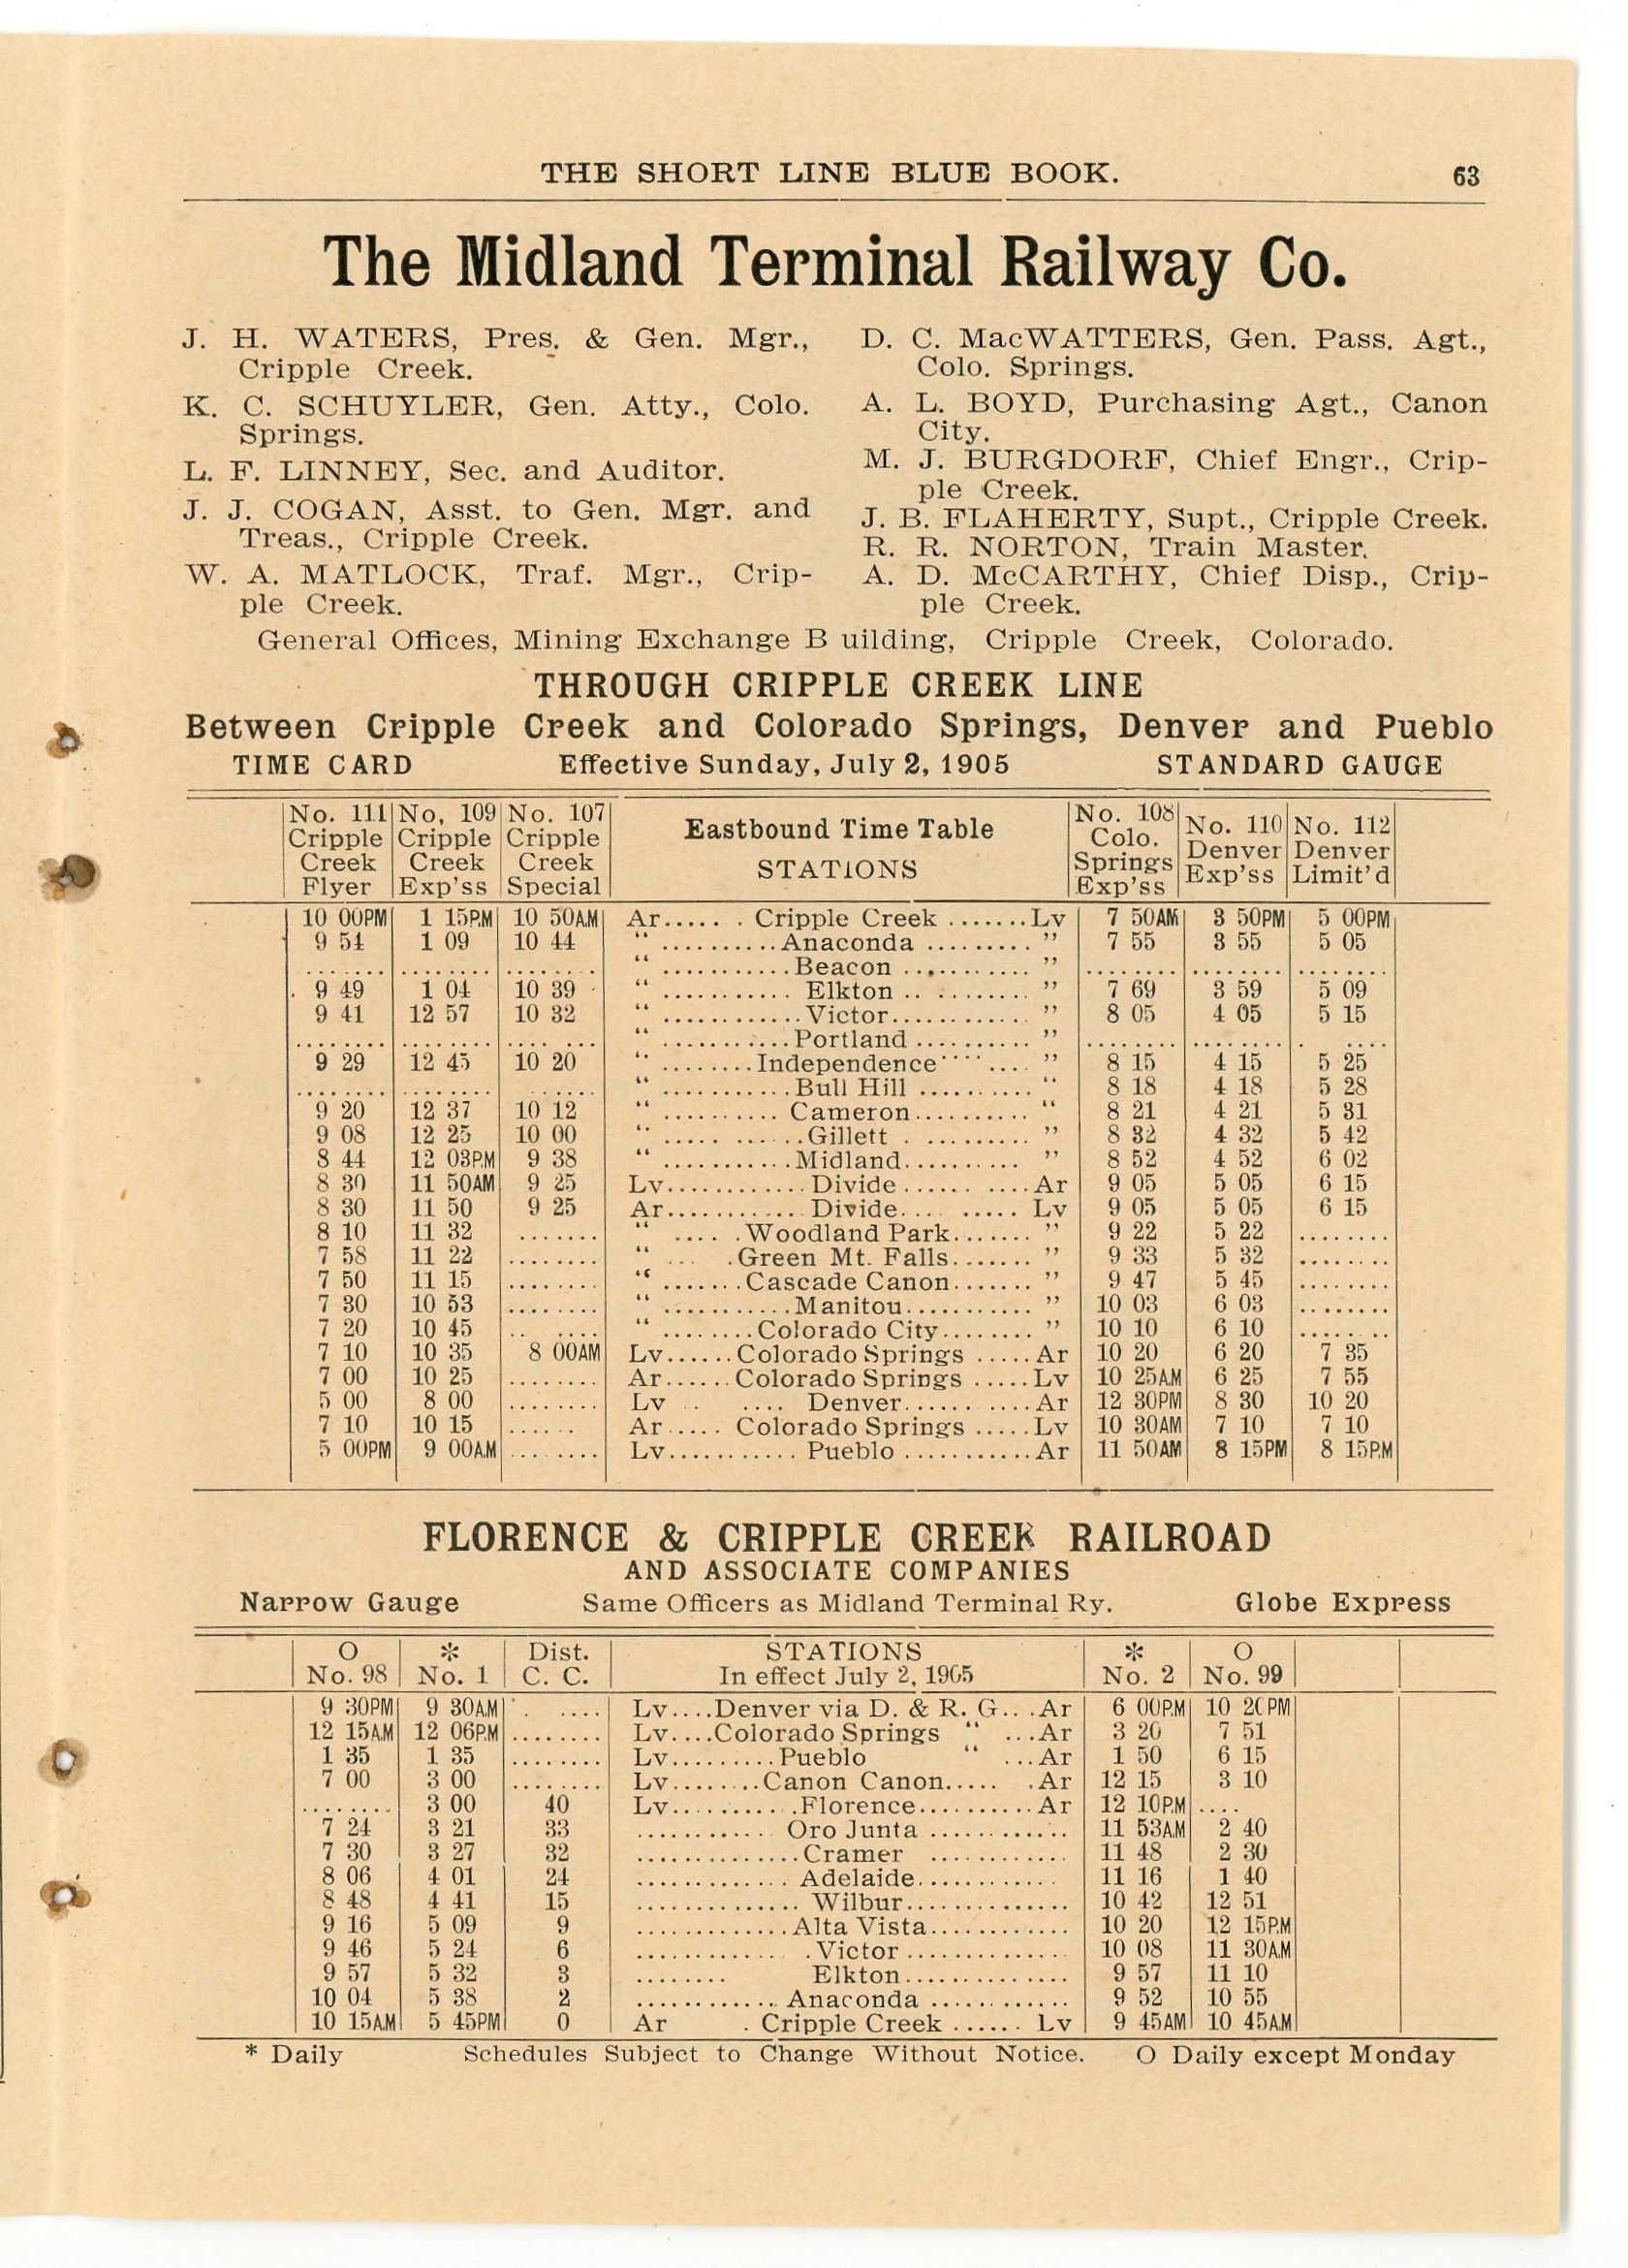 THE SHORT LINE BLUE BOOK. 63
The Midland Terminal Railway Co.
J. H. WATERS, Pres. & Gen. Mgr.,
Cripple Creek.
K. C. SCHUYLER, Gen. Atty., Colo.
Springs.
L. F. LINNEY, Sec. and Auditor.
J. J. COGAN, Asst. to Gen. Mgr. and
Treas., Cripple Creek.
W. A. MATLOCK, Traf. Mgr., Crip-
ple Creek.
D. C. MacWATTERS, Gen. Pass. Agt.,
Colo. Springs.
A. L. BOYD, Purchasing Agt., Canon
City.
M. J. BURGDORF, Chief Engr., Crip-
ple Creek.
J. B. FLAHERTY, Supt., Cripple Creek.
R. R. NORTON, Train Master.
A. D. McCARTHY, Chief Disp., Crip-
ple Creek.
General Offices, Mining Exchange B uilding, Cripple Creek, Colorado.
THROUGH CRIPPLE CREEK LINE
Between Cripple Creek and Colorado Springs, Denver and Pueblo
TIME CARD Effective Sunday, July 2, 1905 STANDARD GAUGE
No. 111 Cripple Creek Flyer | No, 109 Cripple Creek Exp'ss | No. 107 Cripple Creek Special | Eastbound Time Table STATIONS | No. 108 Colo. Springs Exp'ss | No. 110 Denver Exp'ss | No. 112 Denver Limit'd
10 00PM | 1 15P.M | 10 50A.M | Ar....... Cripple Creek .......Lv | 7 50AM | 3 50PM | 5 00PM
9 54 | 1 09 | 10 44 | “ ..........Anaconda ......... ” | 7 55 | 3 55 | 5 05
........ | ........ | ........ | “ ...........Beacon ........... ” | ........ | ........ | ........
9 49 | 1 04 | 10 39 | “ ........... Elkton .. ......... ” | 7 69 | 3 59 | 5 09
9 41 | 12 57 | 10 32 | “ ............Victor............ ” | 8 05 | 4 05 | 5 15
........ | ........ | .... ... | “ ...........Portland .......... ” | ........ | ........ | . ....
9 29 | 12 45 | 10 20 | “ ........Independence........ ” | 8 15 | 4 15 | 5 25
........ | ........ | ...... | “ ...........Bull Hill .......... “ | 8 18 | 4 18 | 5 28
9 20 | 12 37 | 10 12 | “ .......... Cameron.......... “ | 8 21 | 4 21 | 5 31
9 08 | 12 25 | 10 00 | “ ..... .......Gillett . ......... ” | 8 32 | 4 32 | 5 42
8 44 | 12 03P.M | 9 38 | “ ...........Midland.......... ” | 8 52 | 4 52 | 6 02
8 30 | 11 50AM | 9 25 | Lv............ Divide...... ....Ar | 9 05 | 5 05 | 6 15
8 30 | 11 50 | 9 25 | Ar............ Divide.... ..... Lv | 9 05 | 5 05 | 6 15
8 10 | 11 32 | ....... | “ .... .Woodland Park....... ” | 9 22 | 5 22 | ........
7 58 | 11 22 | ........ | “ ... .Green Mt. Falls....... ” | 9 33 | 5 32 | ........
7 50 | 11 15 | ........ | “ .......Cascade Canon....... ” | 9 47 | 5 45 | ........
7 30 | 10 53 | ........ | “ ...........Manitou........... ” | 10 03 | 6 03 | ........
7 20 | 10 45 | .. .... | “ ........Colorado City........ ” | 10 10 | 6 10 | ........
7 10 | 10 35 | 8 00AM | Lv...... Colorado Springs .....Ar | 10 20 | 6 20 | 7 35
7 00 | 10 25 | ........ | Ar...... Colorado Springs .....Lv | 10 25A.M | 6 25 | 7 55
5 00 | 8 00 | ........ | Lv .. .... Denver...... ....Ar | 12 30PM | 8 30 | 10 20
7 10 | 10 15 | ...... | Ar ..... Colorado Springs .....Lv | 10 30AM | 7 10 | 7 10
5 00PM | 9 00A.M | ........ | Lv........... Pueblo ...........Ar | 11 50AM | 8 15PM | 8 15P.M
FLORENCE & CRIPPLE CREEK RAILROAD
AND ASSOCIATE COMPANIES
Narrow Gauge Same Officers as Midland Terminal Ry. Globe Express
O No. 98 | * No. 1 | Dist. C. C. | STATIONS In effect July 2, 1905 | * No. 2 | O No. 99
9 30PM | 9 30A.M | . .... | Lv....Denver via D. & R. G....Ar | 6 00P.M | 10 20PM
12 15A.M | 12 06P.M | ........ | Lv....Colorado Springs “ ...Ar | 3 20 | 7 51
1 35 | 1 35 | ........ | Lv.........Pueblo “ ...Ar | 1 50 | 6 15
7 00 | 3 00 | ........ | Lv........Canon Canon..... .Ar | 12 15 | 3 10
........ | 3 00 | 40 | Lv...........Florence..........Ar | 12 10P.M | ....
7 24 | 3 21 | 33 | ............ Oro Junta ............ | 11 53A.M | 2 40
7 30 | 3 27 | 32 | ..............Cramer ............ | 11 48 | 2 30
8 06 | 4 01 | 24 | ............. Adelaide............ | 11 16 | 1 40
8 48 | 4 41 | 15 | .............. Wilbur.............. | 10 42 | 12 51
9 16 | 5 09 | 9 | .............Alta Vista............ | 10 20 | 12 15P.M
9 46 | 5 24 | 6 | ............. .Victor.............. | 10 08 | 11 30A.M
9 57 | 5 32 | 3 | ........ Elkton............... | 9 57 | 11 10
10 04 | 5 38 | 2 | ............ Anaconda ............ | 9 52 | 10 55
10 15A.M | 5 45PM | 0 | Ar . Cripple Creek ...... Lv | 9 45AM | 10 45A.M
* Daily Schedules Subject to Change Without Notice. O Daily except Monday